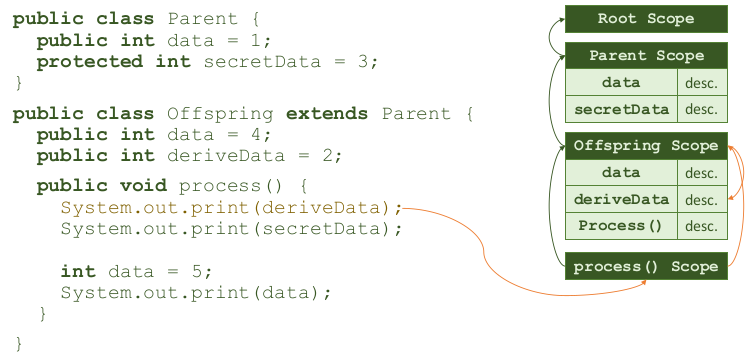 public class Parent {
public int data = 1;
protected int secretData = 3;
}
public class Offspring extends Parent {
public int data = 4;
public int deriveData = 2;
public void process() {
System.out.print(deriveData);
System.out.print(secretData);
int data = 5;
System.out.print(data);
}
}
Root Scope
Parent Scope
data desc.
secretData desc.
Offspring Scope
data desc.
deriveData desc.
Process() desc.
process() Scope